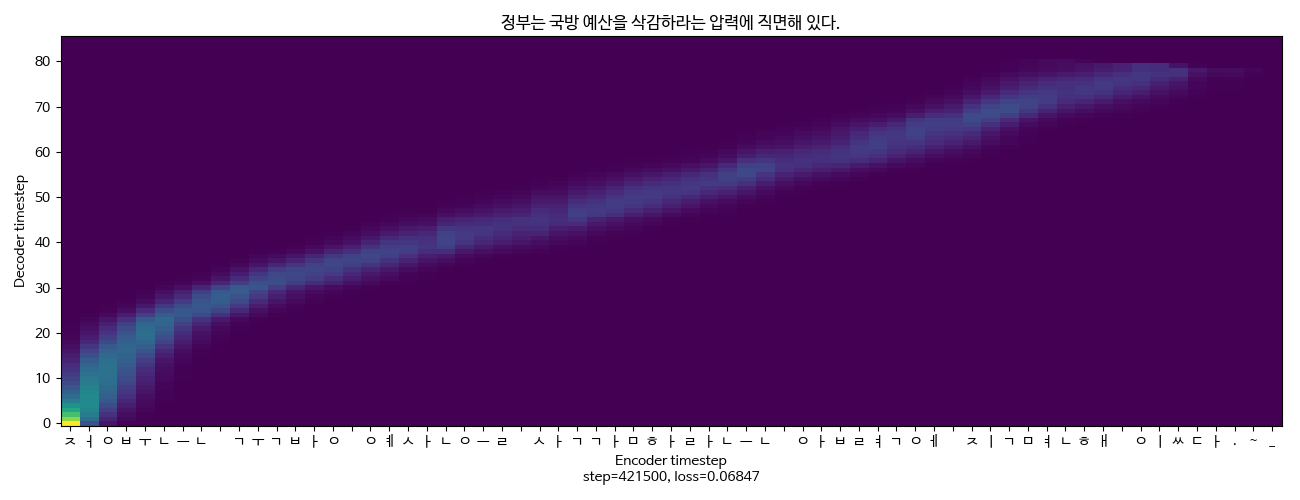 정부는 국방 예산을 삭감하라는 압력에 직면해 있다.
80
70
60
50
40
30
20
10
0
Decoder timestep
ㅈ ㅓ ㅇ ㅂ ㅜ ㄴ ㅡ ㄴ ㄱ ㅜ ㄱ ㅂ ㅏ ㅇ ㅇ ㅖ ㅅ ㅏ ㄴ ㅇ ㅡ ㄹ ㅅ ㅏ ㄱ ㄱ ㅏ ㅁ ㅎ ㅏ ㄹ ㅏ ㄴ ㅡ ㄴ ㅇ ㅏ ㅂ ㄹ ㅕ ㄱ ㅇ ㅔ ㅈ ㅣ ㄱ ㅁ ㅕ ㄴ ㅎ ㅐ ㅇ ㅣ ㅆ ㄷ ㅏ . ~ _
Encoder timestep
step=421500, loss=0.06847